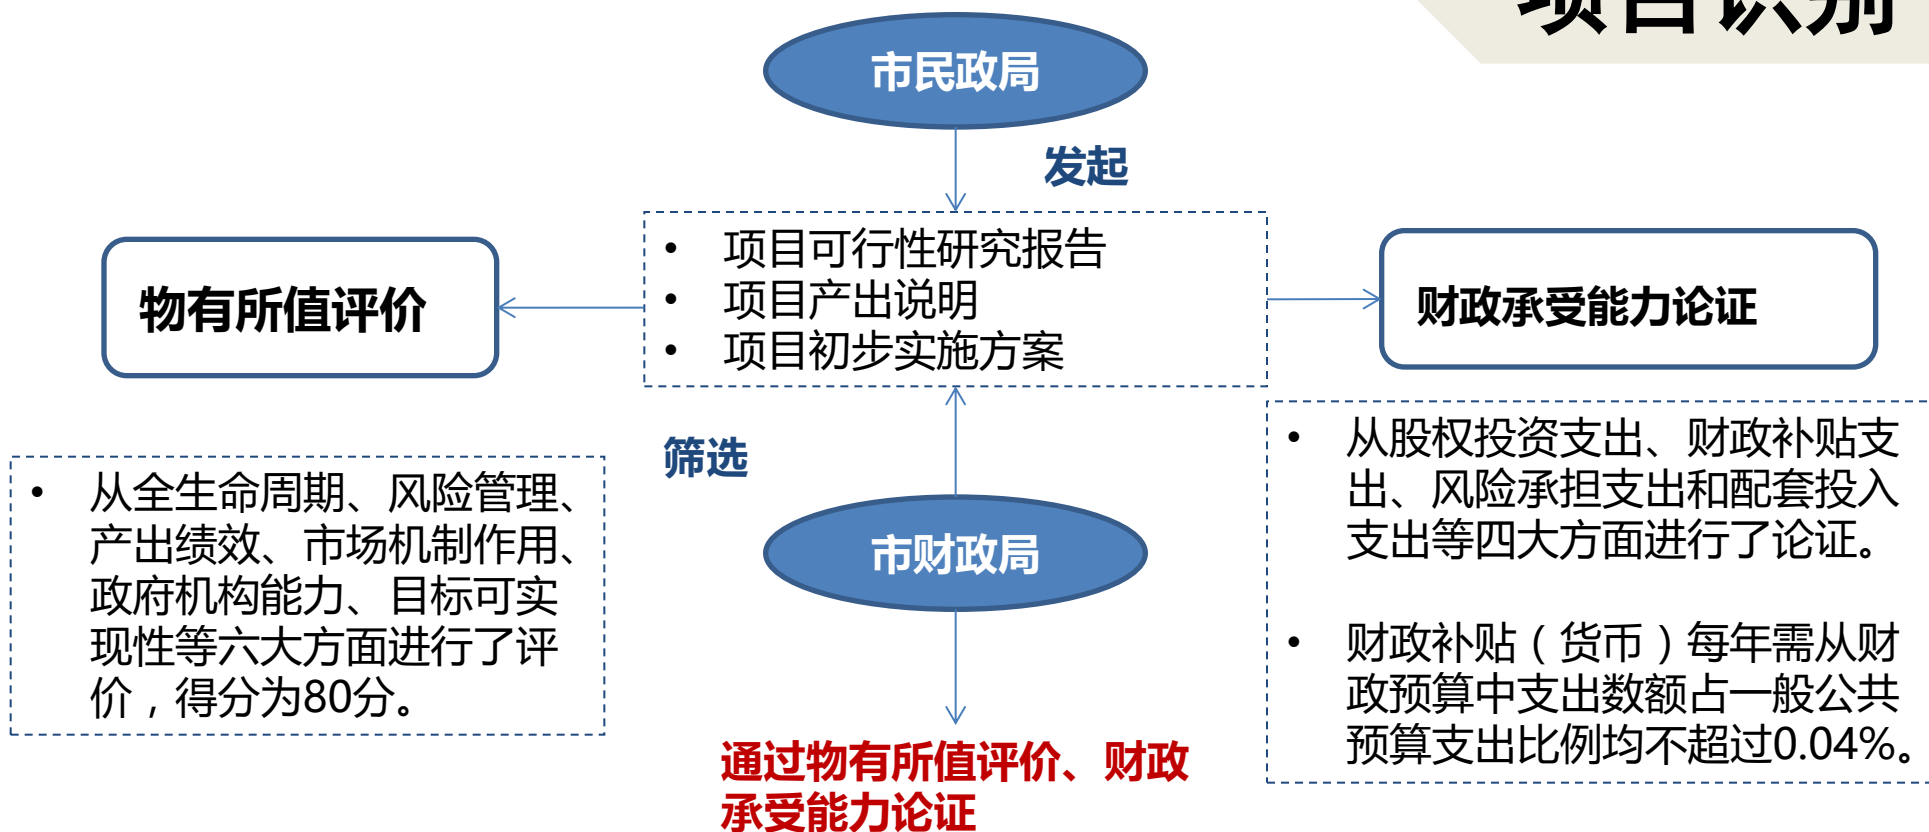 项目识别
市民政局
发起
• 项目可行性研究报告
• 项目产出说明
• 项目初步实施方案
物有所值评价
财政承受能力论证
筛选
市财政局
• 从全生命周期、风险管理、
产出绩效、市场机制作用、
政府机构能力、目标可实
现性等六大方面进行了评
价，得分为80分。
• 从股权投资支出、财政补贴支
出、风险承担支出和配套投入
支出等四大方面进行了论证。
• 财政补贴（货币）每年需从财
政预算中支出数额占一般公共
预算支出比例均不超过0.04%。
通过物有所值评价、财政
承受能力论证